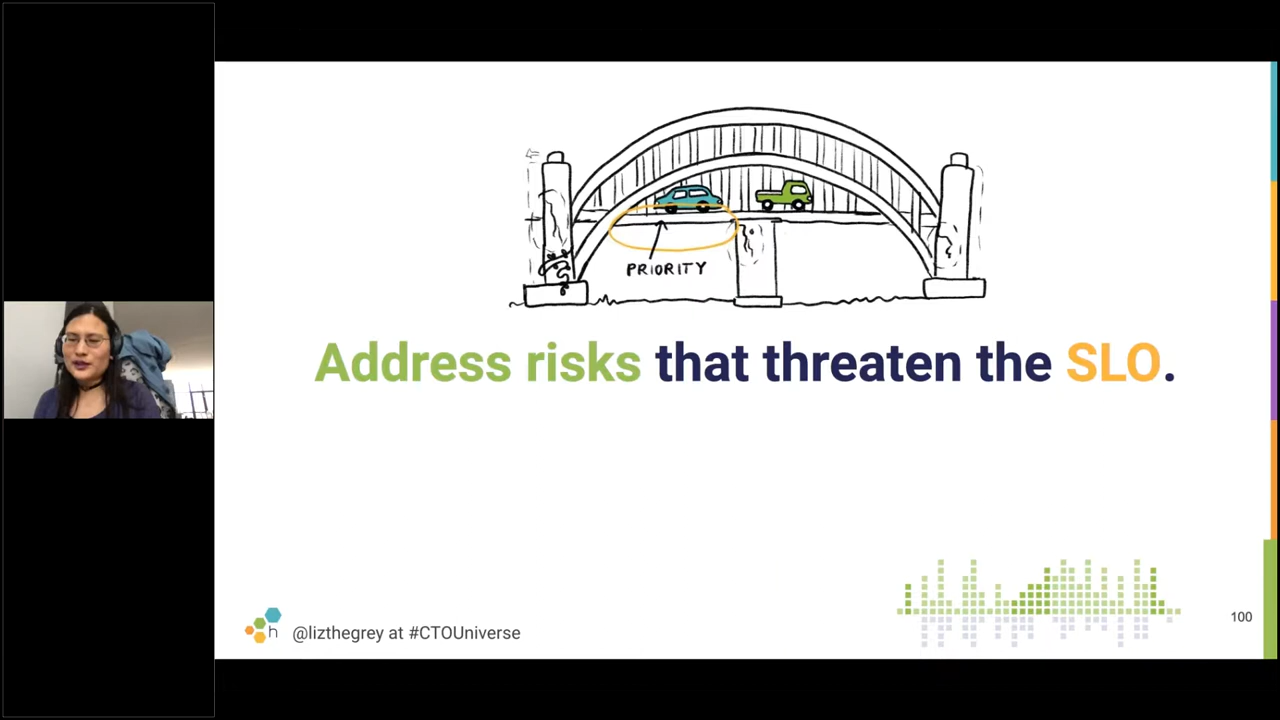 PRIORITY
Address risks that threaten the SLO.
h
@lizthegrey at #CTOUniverse
100